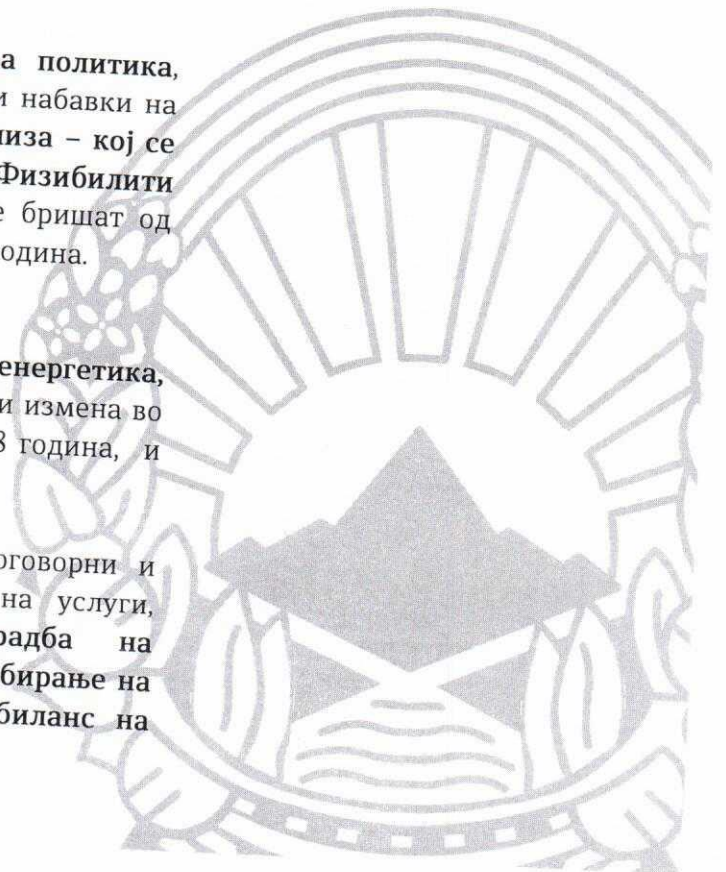 а политика,
и набавки на
иза – кој се
Физибилити
е бришат од
година.
енергетика,
и измена во
8 година, и
оговорни и
на услуги,
радба на
бирање на
биланс на